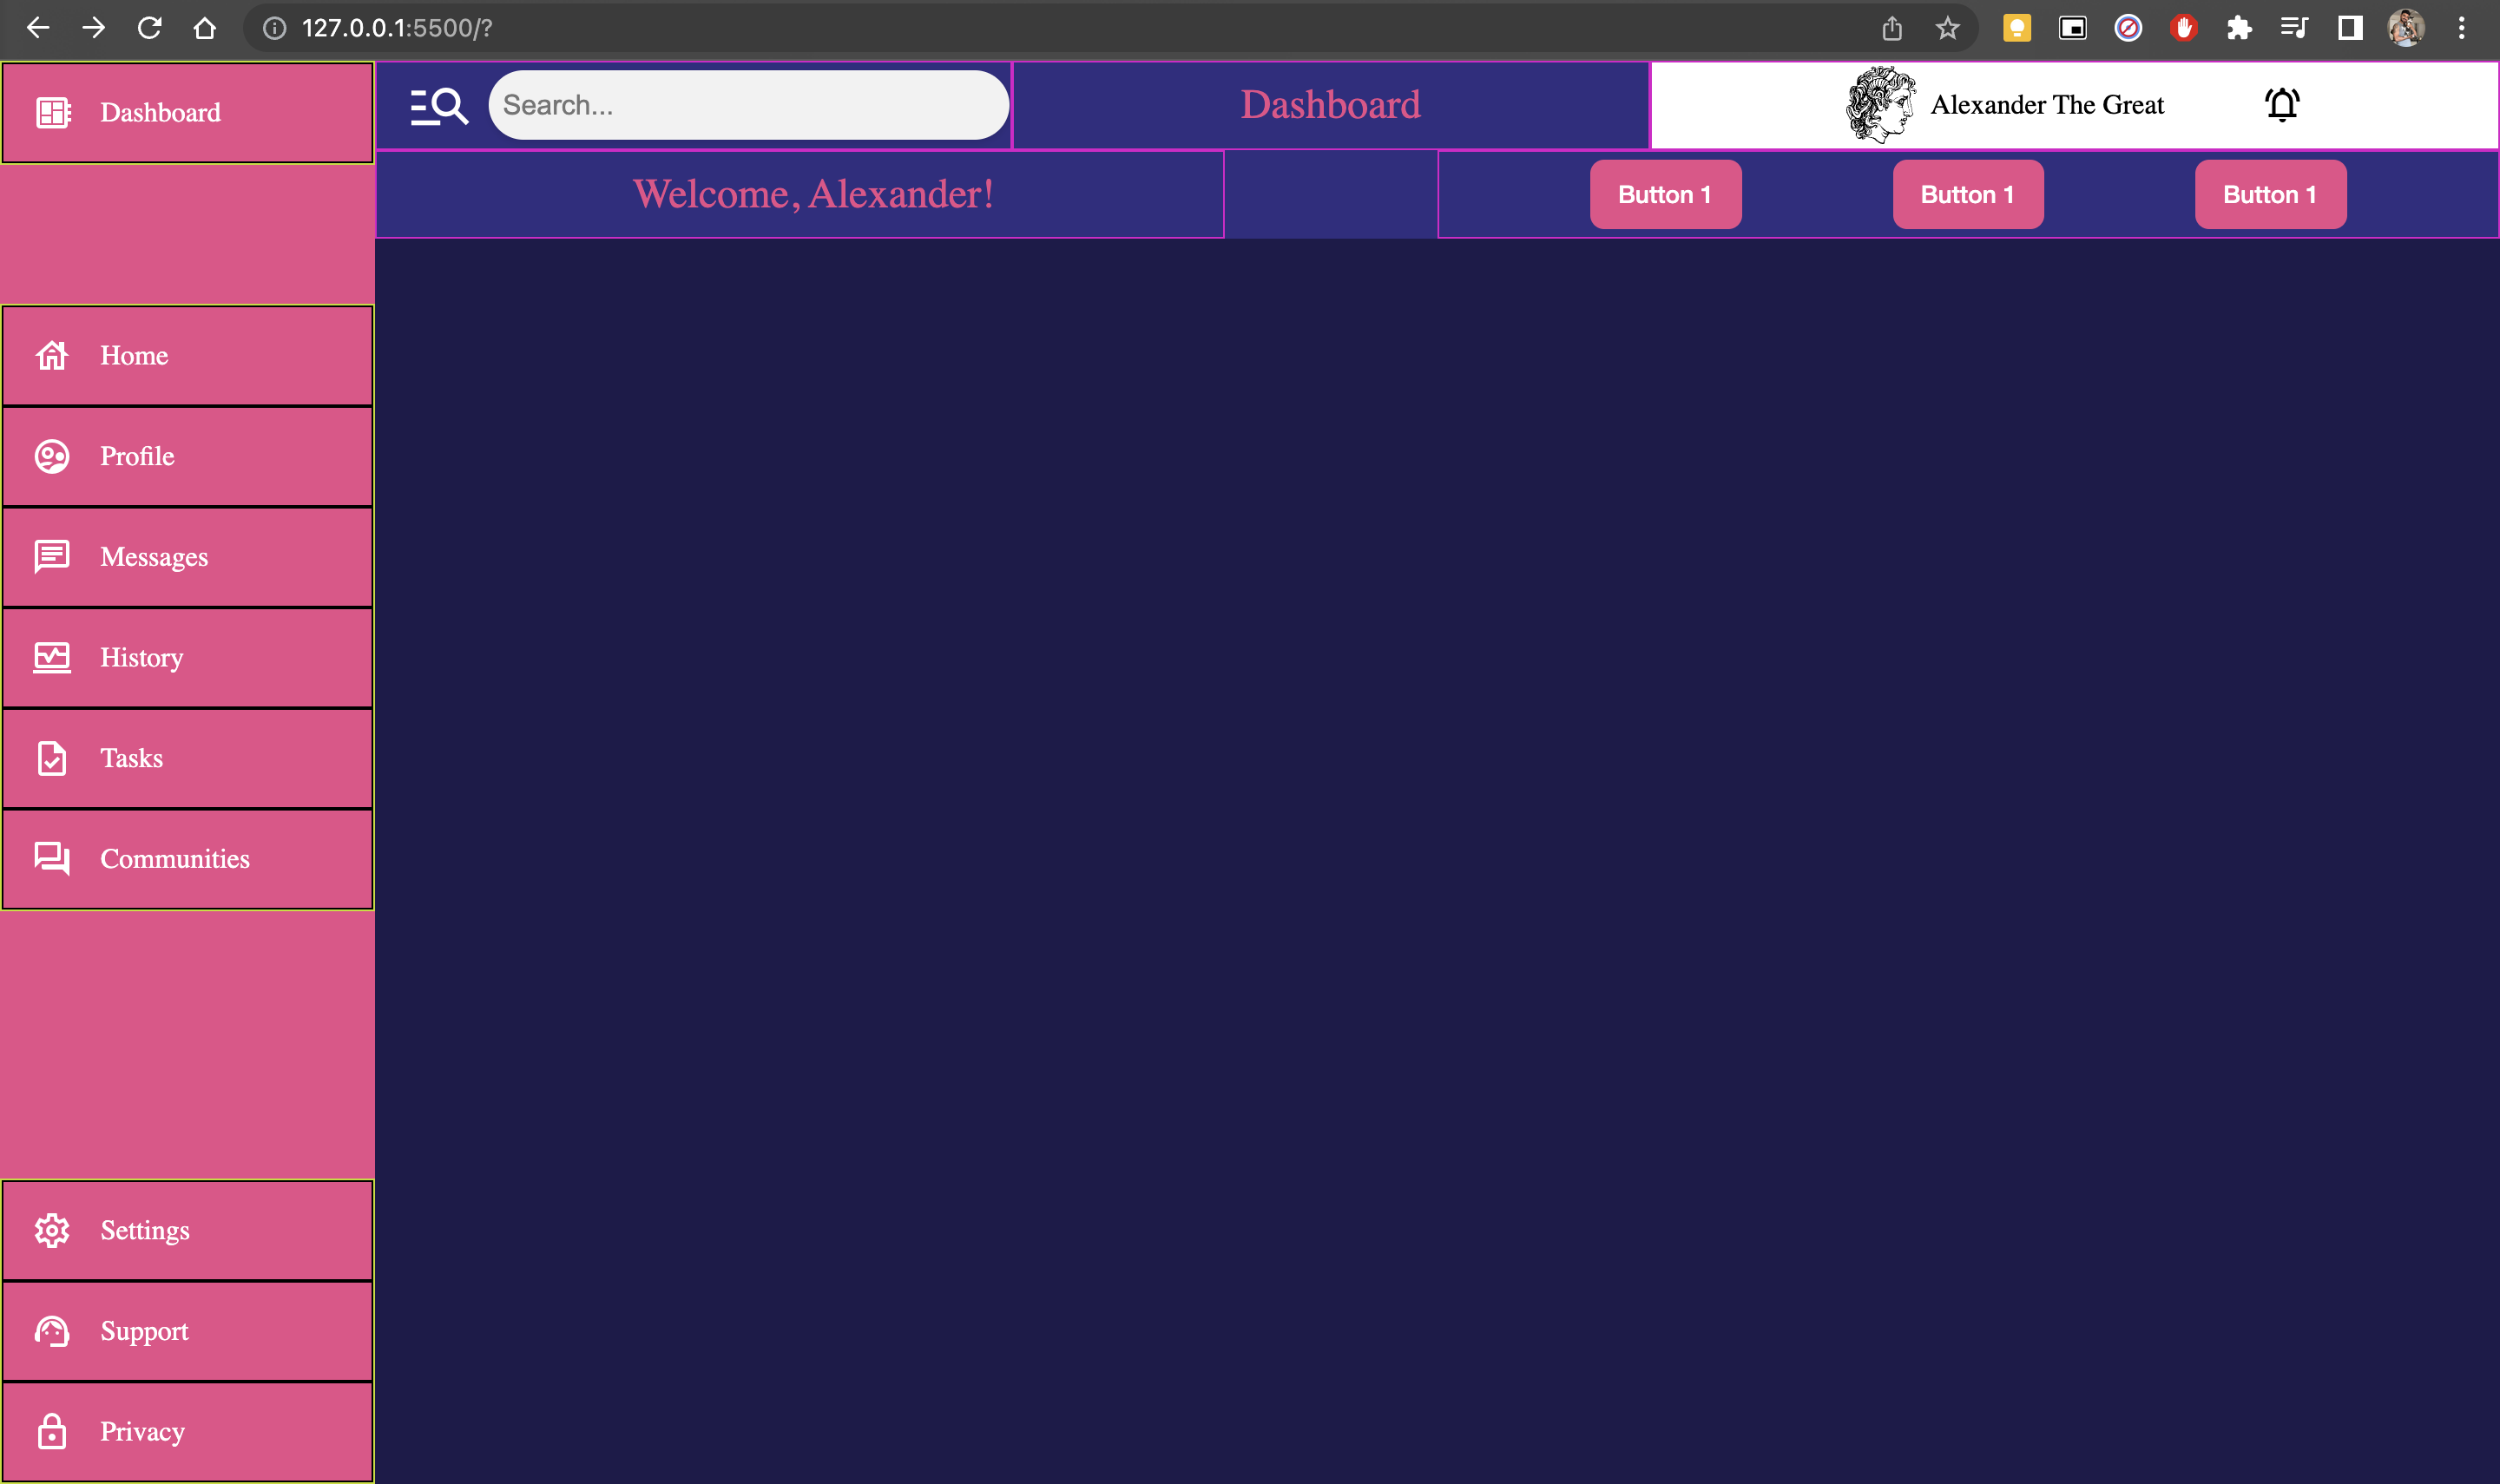 127.0.0.1:5500/?
Dashboard
Search...
Dashboard
Alexander The Great
Welcome, Alexander!
Button 1
Button 1
Button 1
Home
Profile
Messages
History
Tasks
Communities
Settings
Support
Privacy